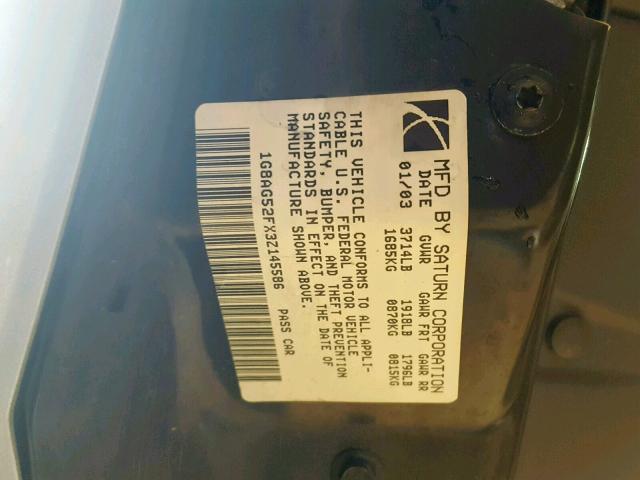 MFD BY SATURN CORPORATION
DATE GVWR GAWR FRT GAWR RR
01/03 3714LB 1918LB 1796LB
1685KG 0870KG 0815KG
THIS VEHICLE CONFORMS TO ALL APPLI-
CABLE U.S. FEDERAL MOTOR VEHICLE
SAFETY, BUMPER, AND THEFT PREVENTION
STANDARDS IN EFFECT ON THE DATE OF
MANUFACTURE SHOWN ABOVE.
1G8AG52FX3Z145586 PASS CAR